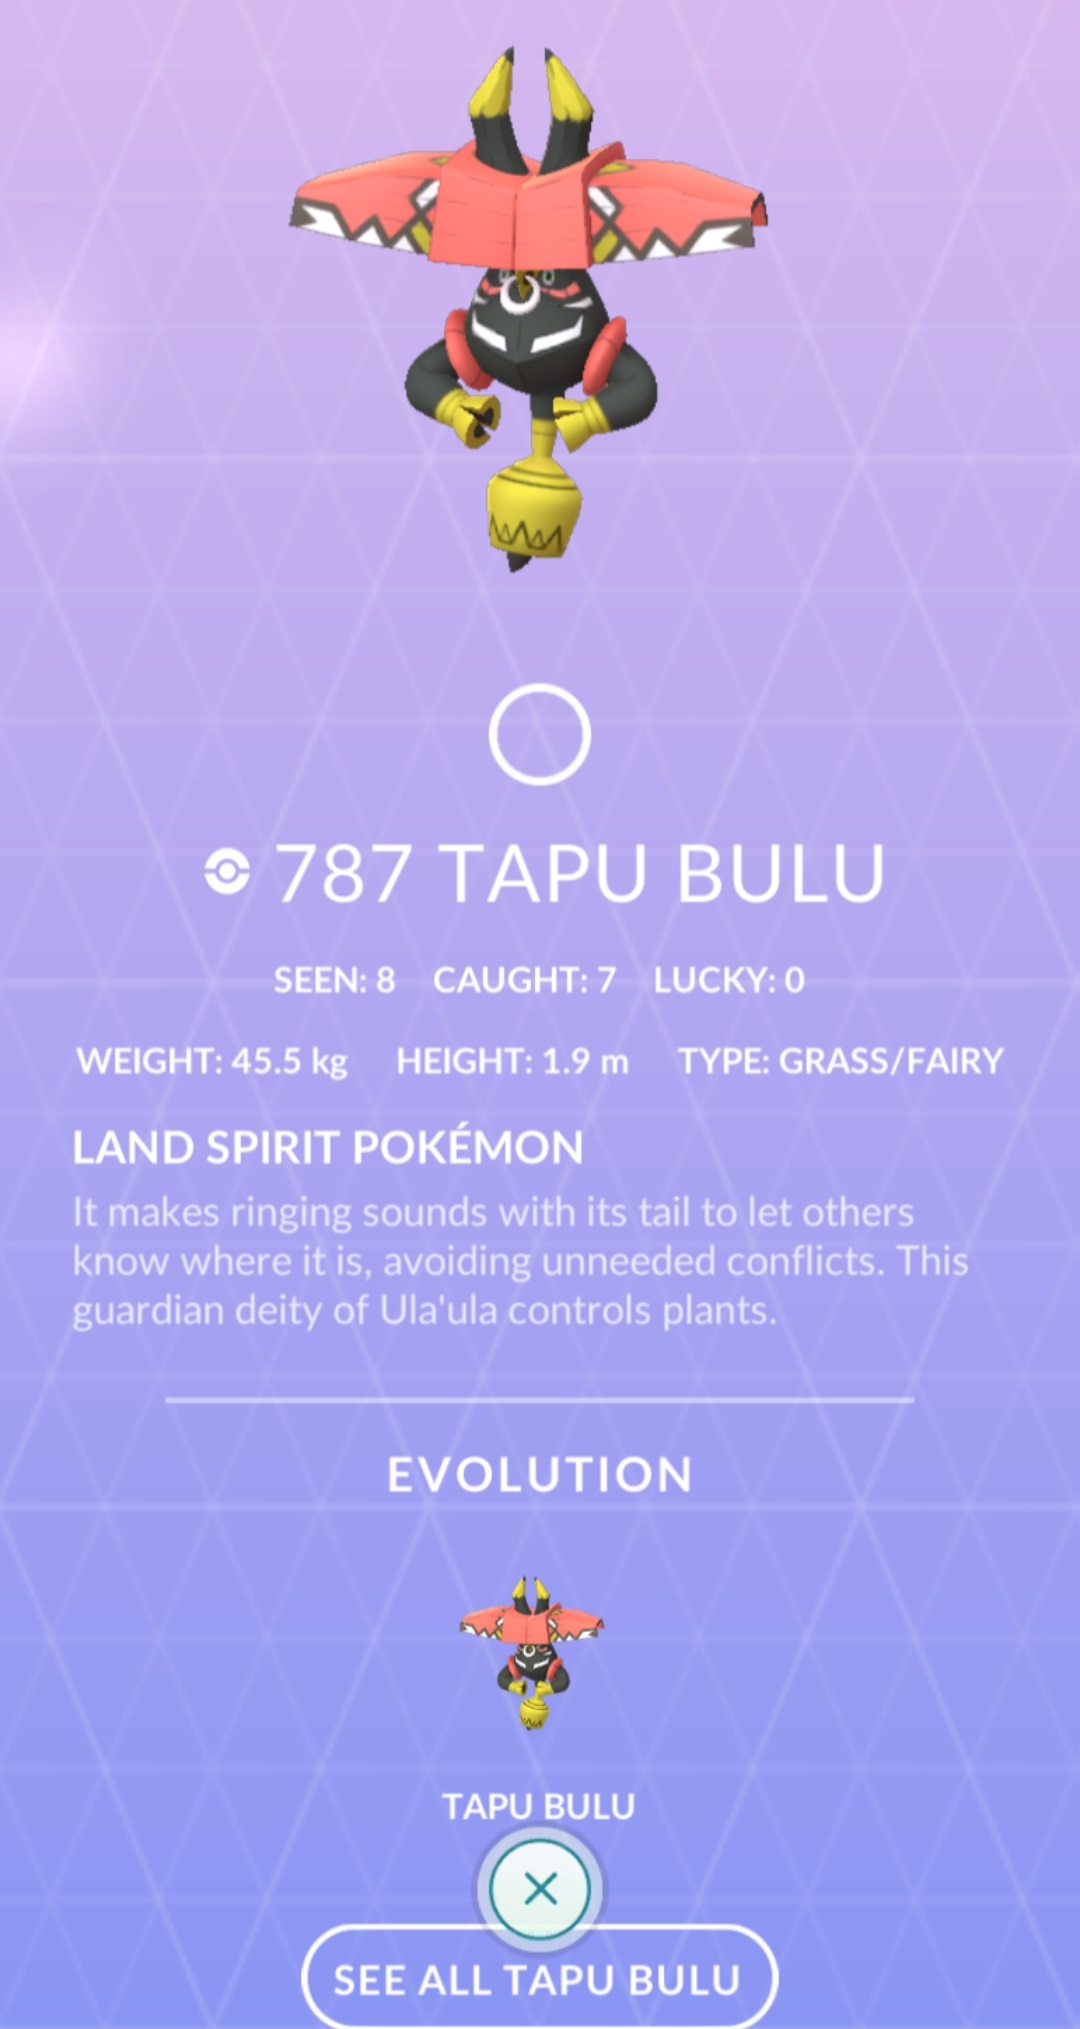 787 TAPU BULU
SEEN: 8 CAUGHT: 7 LUCKY: 0
WEIGHT: 45.5 kg HEIGHT: 1.9 m TYPE: GRASS/FAIRY
LAND SPIRIT POKÉMON
It makes ringing sounds with its tail to let others
know where it is, avoiding unneeded conflicts. This
guardian deity of Ula'ula controls plants.
EVOLUTION
TAPU BULU
SEE ALL TAPU BULU